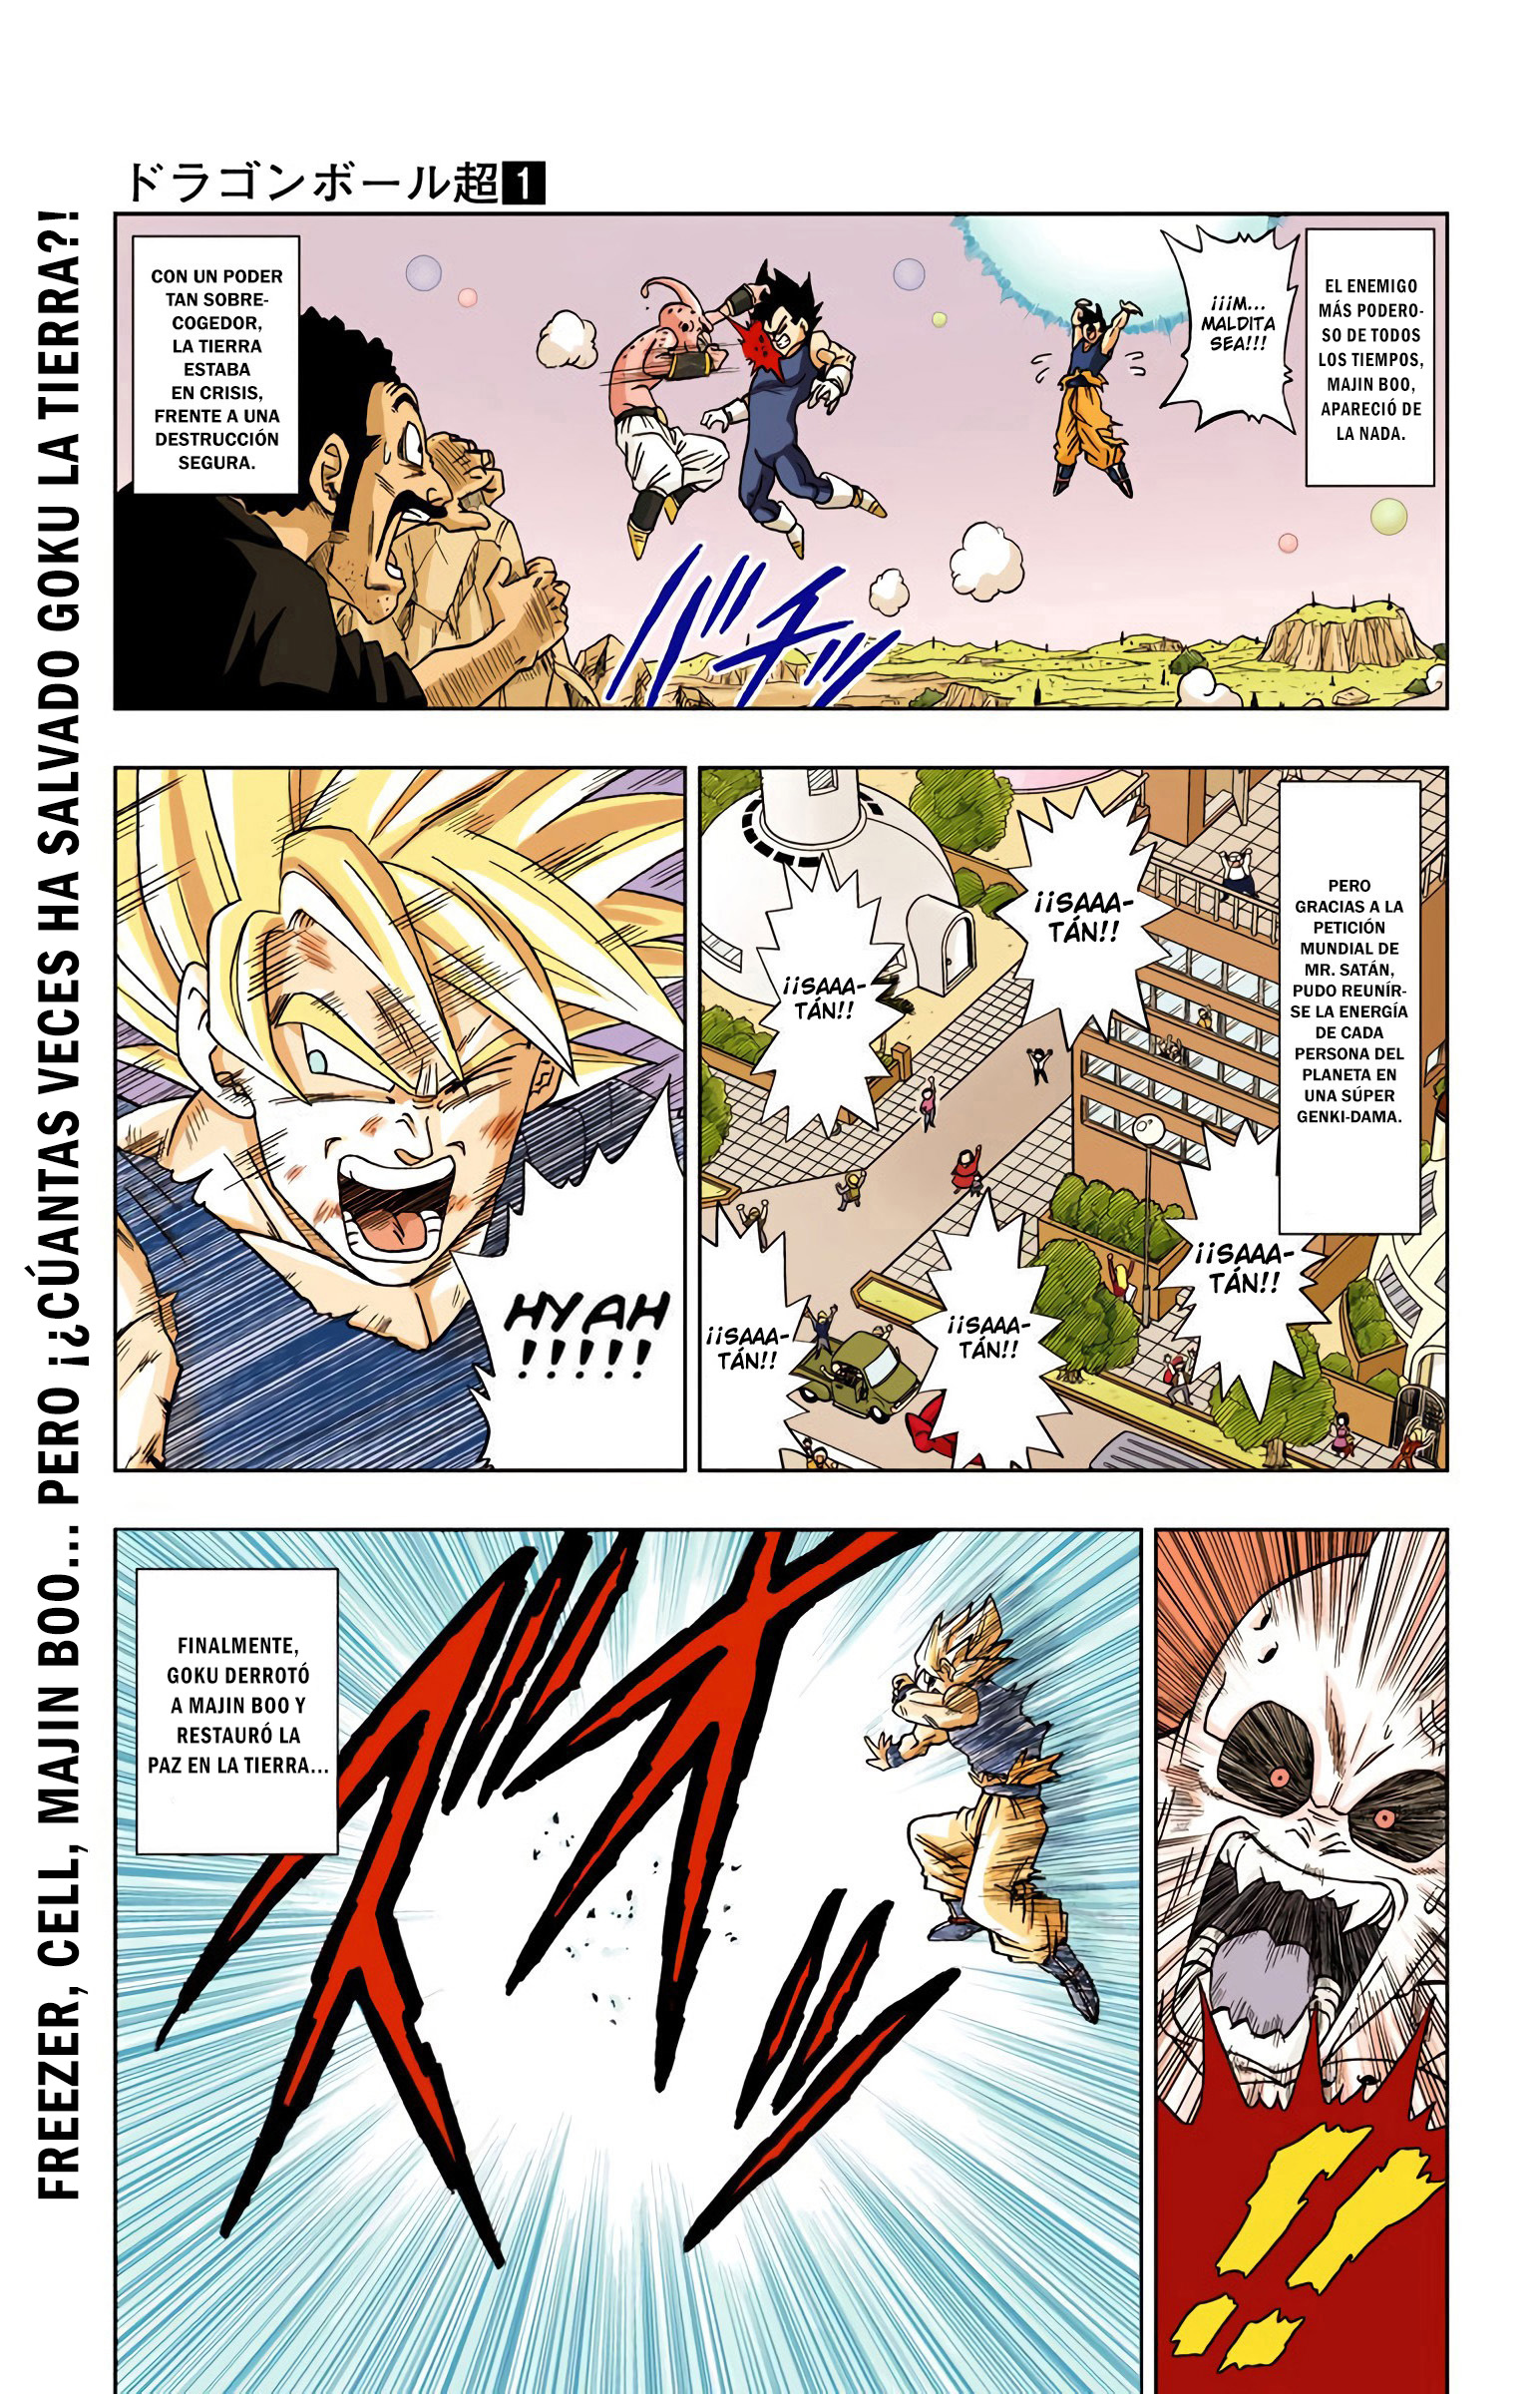 ドラゴンボール超1
FREEZER, CELL, MAJIN BOO... PERO ¡¿CÚANTAS VECES HA SALVADO GOKU LA TIERRA?!
EL ENEMIGO
MÁS PODERO-
SO DE TODOS
LOS TIEMPOS,
MAJIN BOO,
APARECIÓ DE
LA NADA.
¡¡¡M...
MALDITA
SEA!!!
バチッ
CON UN PODER
TAN SOBRE-
COGEDOR,
LA TIERRA
ESTABA
EN CRISIS,
FRENTE A UNA
DESTRUCCIÓN
SEGURA.
PERO
GRACIAS A LA
PETICIÓN
MUNDIAL DE
MR. SATÁN,
PUDO REUNÍR-
SE LA ENERGÍA
DE CADA
PERSONA DEL
PLANETA EN
UNA SÚPER
GENKI-DAMA.
¡¡SAAA-
TÁN!!
¡¡SAAA-
TÁN!!
¡¡SAAA-
TÁN!!
¡¡SAAA-
TÁN!!
¡¡SAAA-
TÁN!!
HYAH
!!!!!
!!
FINALMENTE,
GOKU DERROTÓ
A MAJIN BOO Y
RESTAURÓ LA
PAZ EN LA TIERRA...